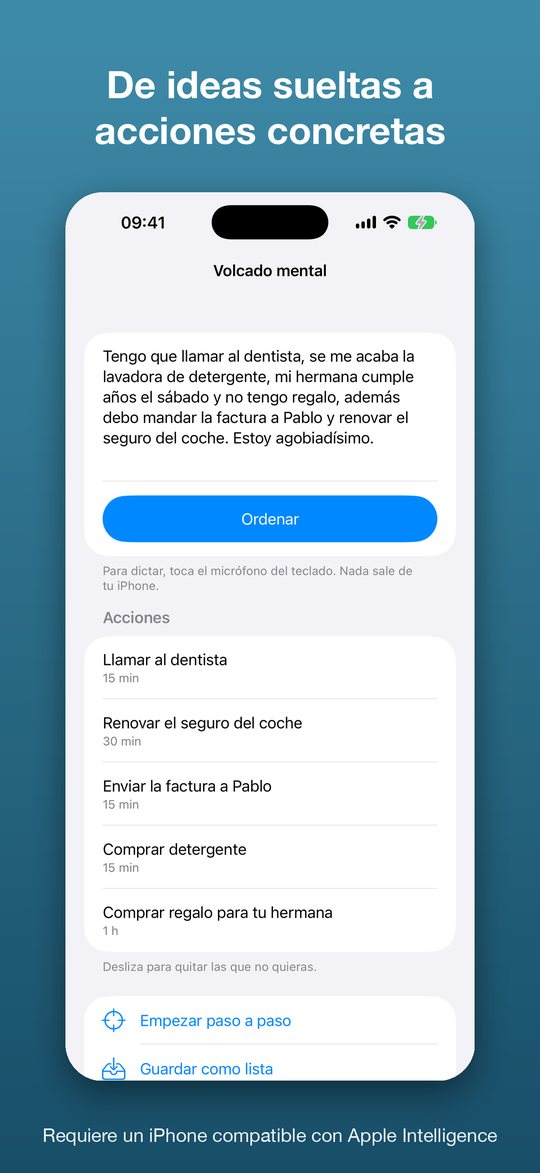 De ideas sueltas a
acciones concretas
09:41
Volcado mental
Tengo que llamar al dentista, se me acaba la
lavadora de detergente, mi hermana cumple
años el sábado y no tengo regalo, además
debo mandar la factura a Pablo y renovar el
seguro del coche. Estoy agobiadísimo.
Ordenar
Para dictar, toca el micrófono del teclado. Nada sale de
tu iPhone.
Acciones
Llamar al dentista
15 min
Renovar el seguro del coche
30 min
Enviar la factura a Pablo
15 min
Comprar detergente
15 min
Comprar regalo para tu hermana
1 h
Desliza para quitar las que no quieras.
Empezar paso a paso
Guardar como lista
Requiere un iPhone compatible con Apple Intelligence